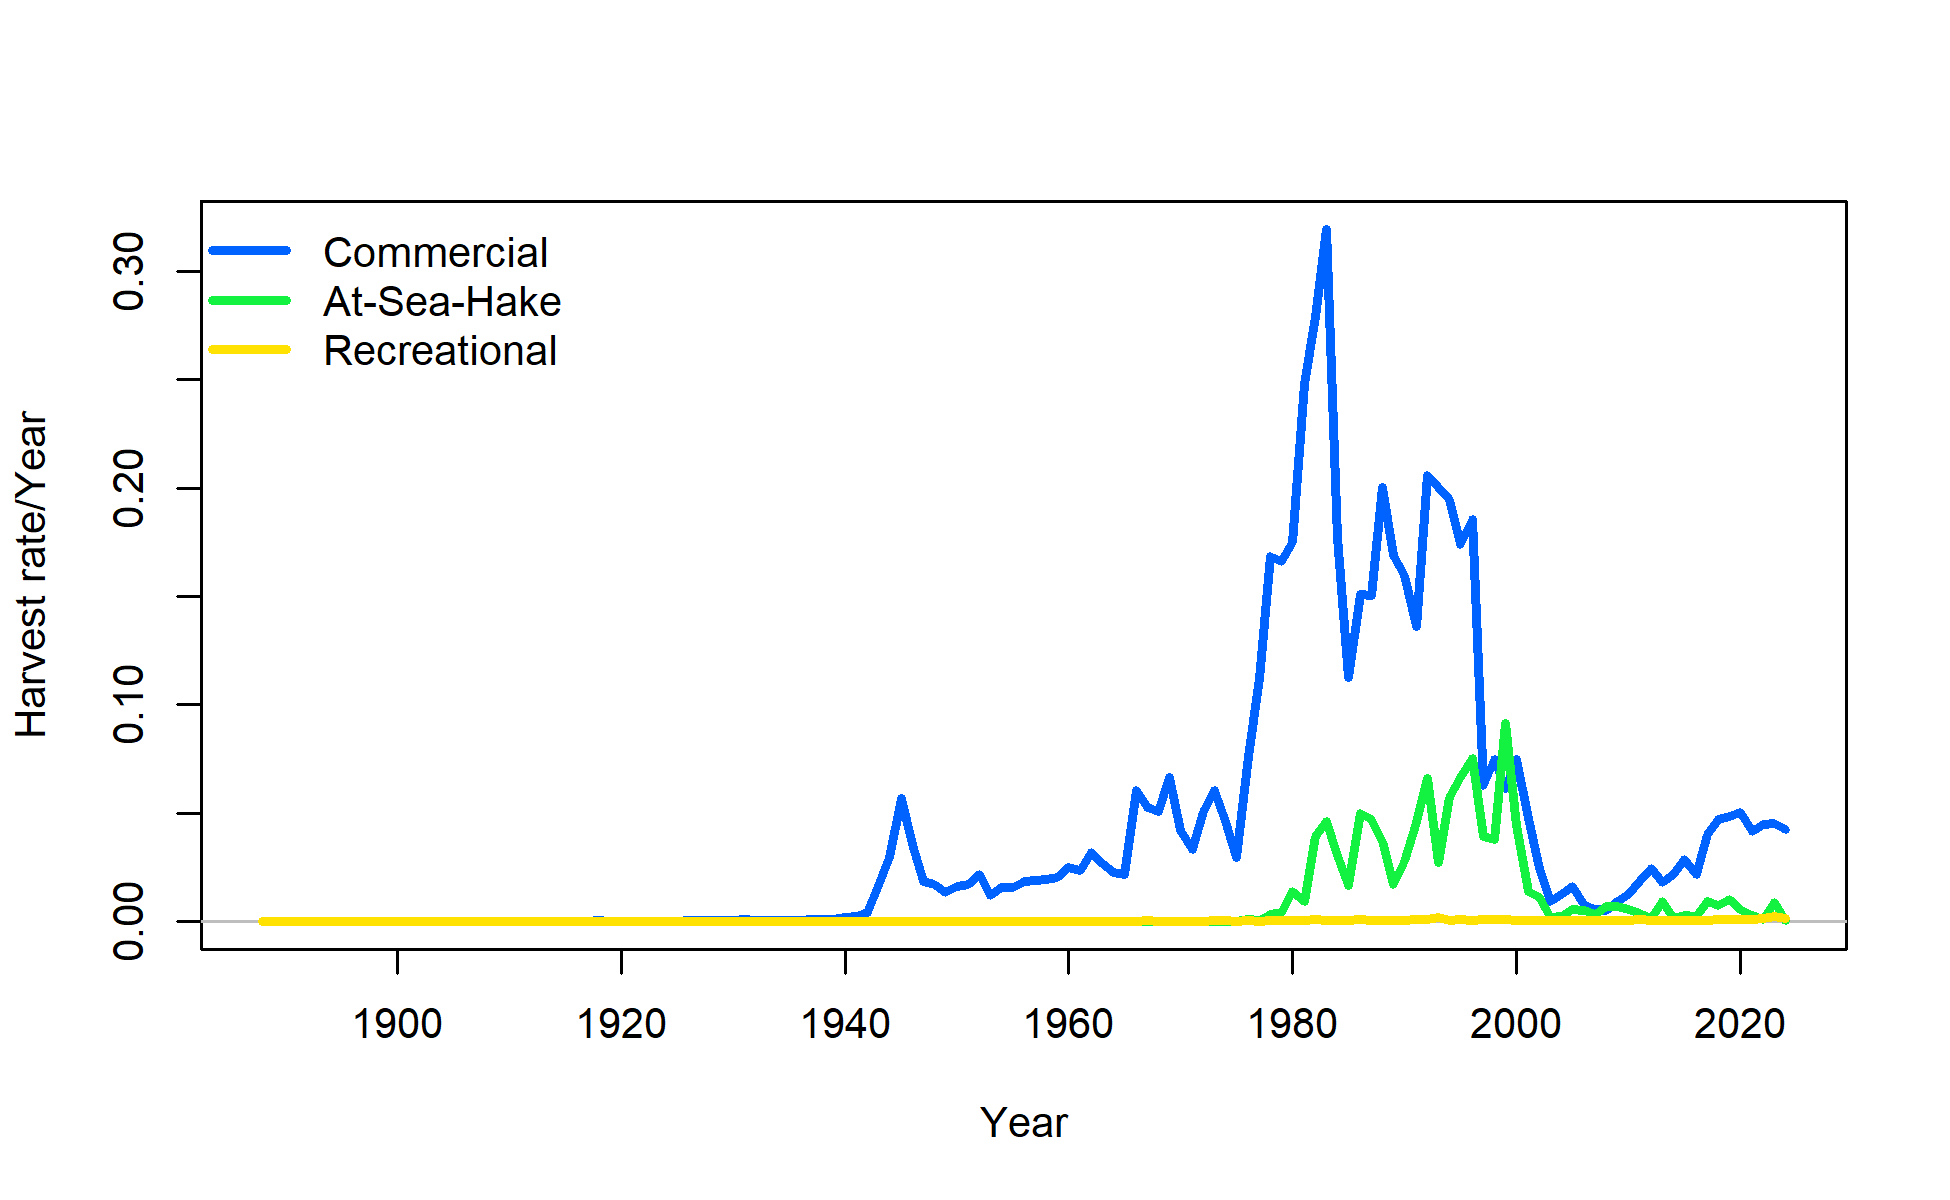 Commercial
At-Sea-Hake
Recreational
Harvest rate/Year
0.30
0.20
0.10
0.00
1900 1920 1940 1960 1980 2000 2020
Year